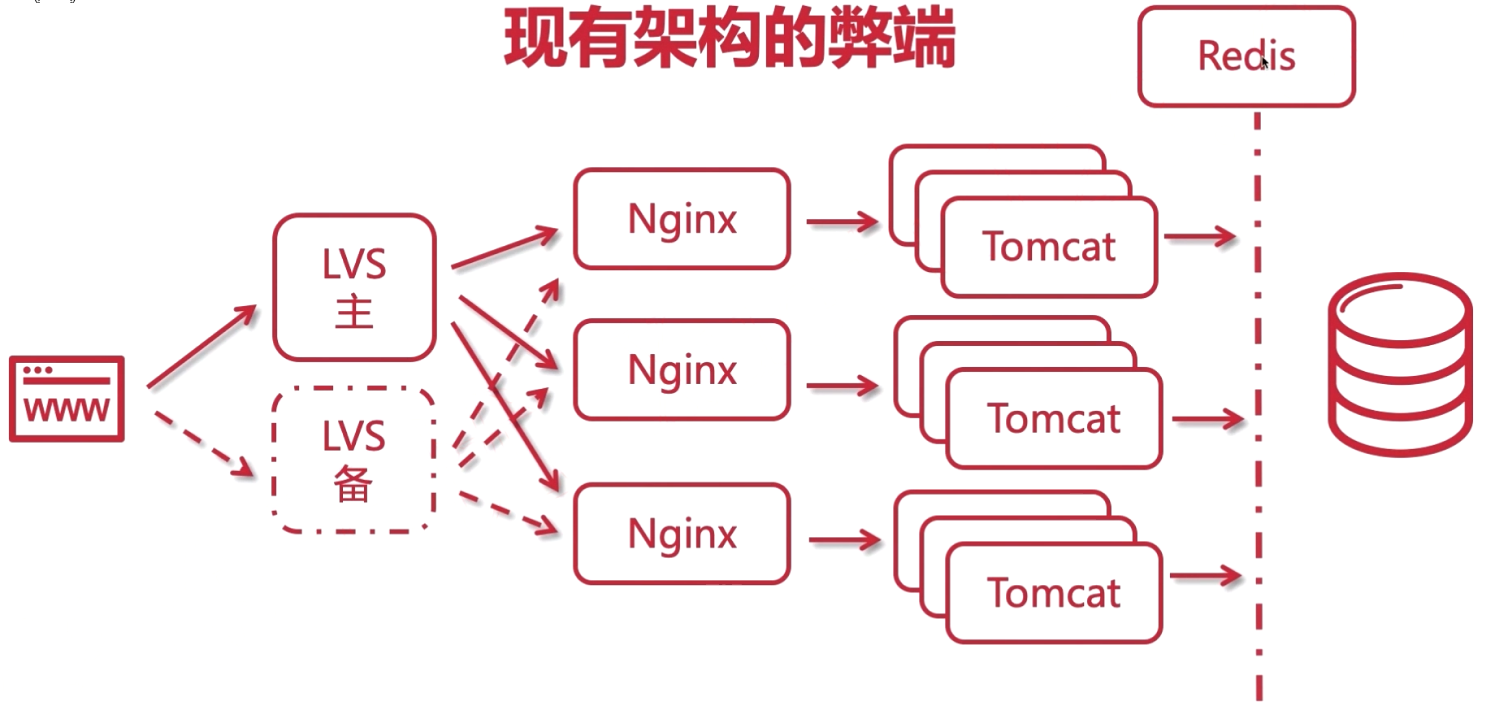 现有架构的弊端
Redis
Nginx
Tomcat
LVS
主
Nginx
Tomcat
www
LVS
备
Nginx
Tomcat